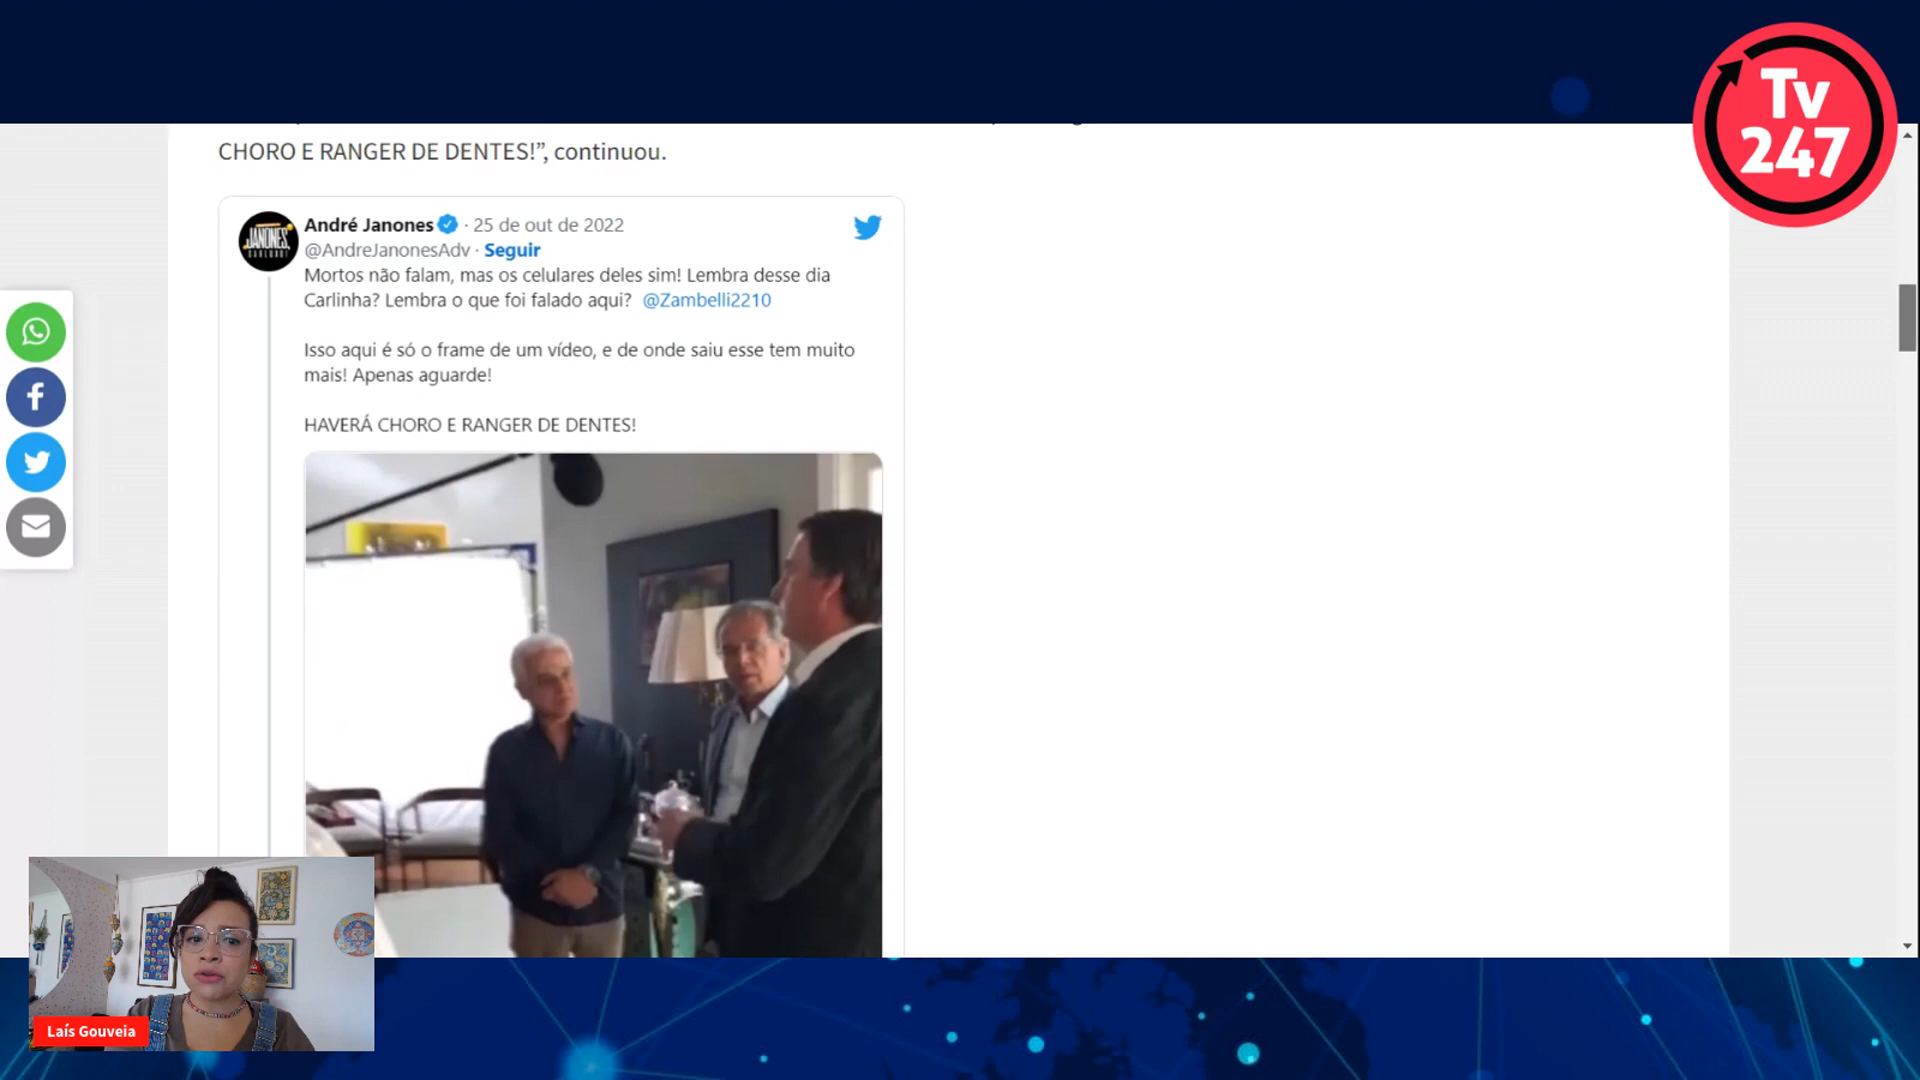 Tv
247
CHORO E RANGER DE DENTES!”, continuou.
André Janones · 25 de out de 2022
@AndreJanonesAdv · Seguir
Mortos não falam, mas os celulares deles sim! Lembra desse dia
Carlinha? Lembra o que foi falado aqui? @Zambelli2210
Isso aqui é só o frame de um vídeo, e de onde saiu esse tem muito
mais! Apenas aguarde!
HAVERÁ CHORO E RANGER DE DENTES!
JANONES
Laís Gouveia